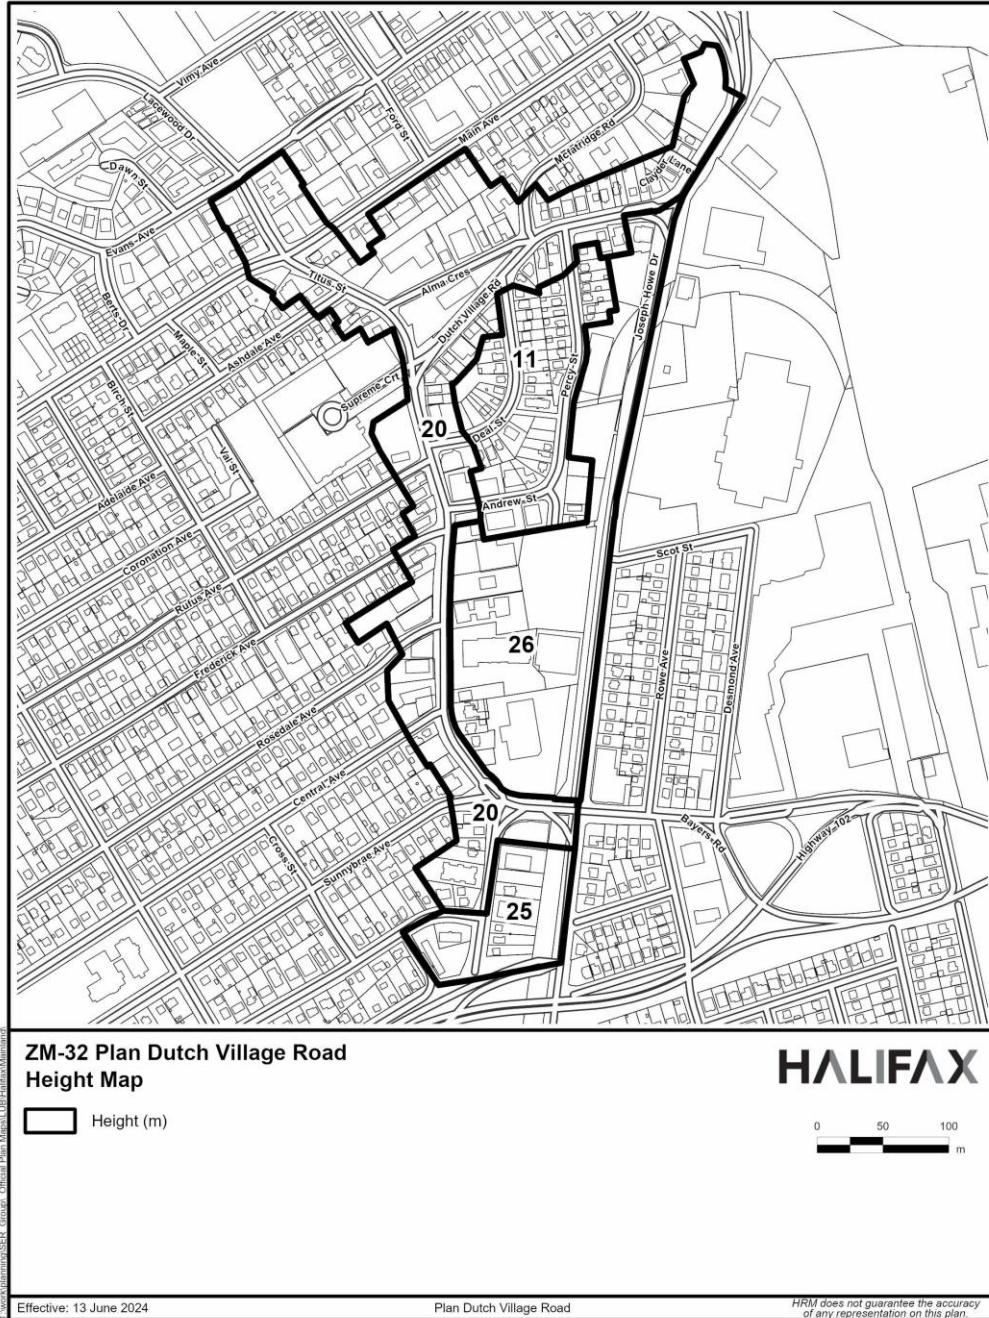 Vimy Ave
Lacewood Dr
Ford St
Main Ave
Mcfatridge Rd
Dawn St
Clayden Lane
Evans Ave
Titus St
Alma Cres
Joseph Howe Dr
Berts Dr
Dutch Village Rd
Maple St
Ashdale Ave
11
Percy St
Birch St
Supreme Crt
20
Deal St
Val St
Adelaide Ave
Andrew St
Coronation Ave
Scot St
Rufus Ave
Frederick Ave
26
Rowe Ave
Desmond Ave
Rosedale Ave
Central Ave
20
Bayers Rd
Highway 102
Cross St
Sunnybrae Ave
25
ZM-32 Plan Dutch Village Road
Height Map
Height (m)
HALIFAX
0 50 100
m
Effective: 13 June 2024
Plan Dutch Village Road
HRM does not guarantee the accuracy
of any representation on this plan.